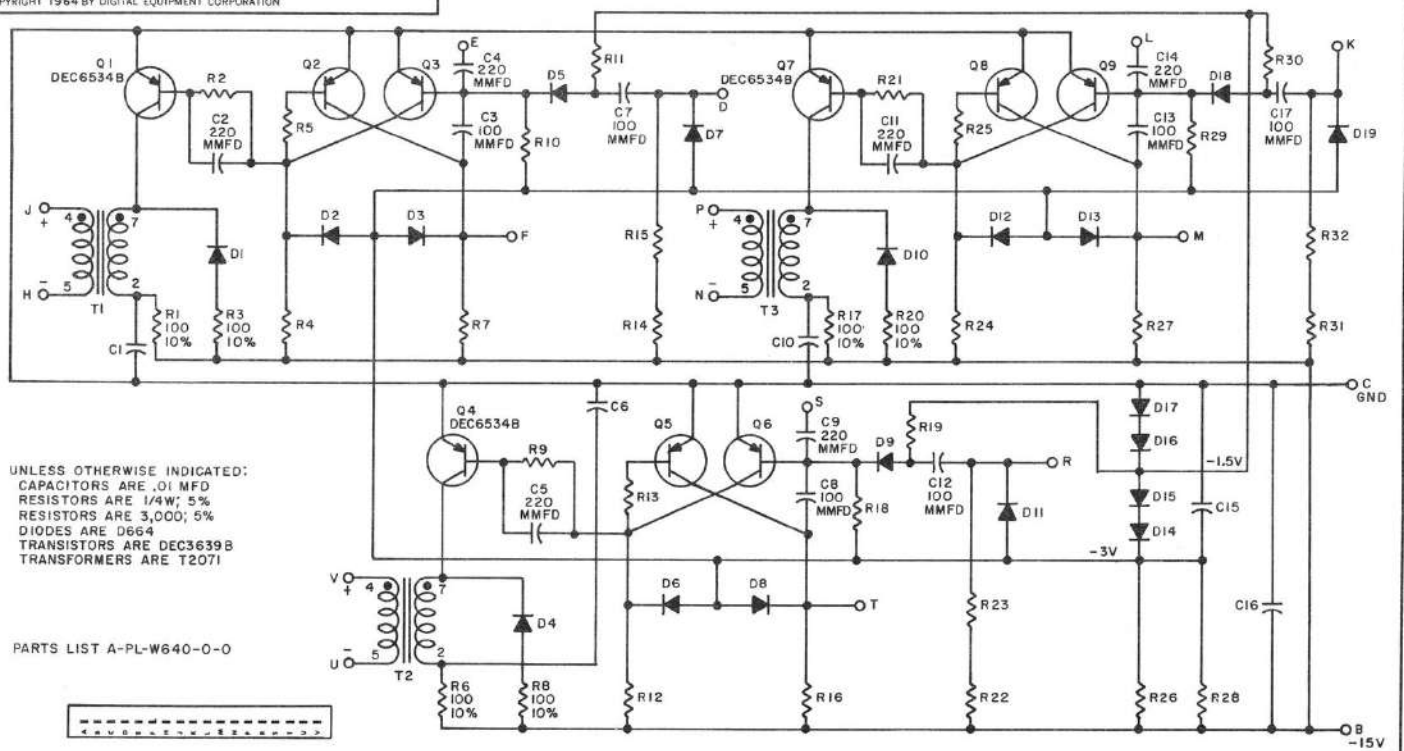 PYRIGHT 1964 BY DIGITAL EQUIPMENT CORPORATION
Q1
DEC6534B
R2
C2
220
MMFD
Q2
Q3
E
C4
220
MMFD
C3
100
MMFD
R5
D5
R11
R10
C7
100
MMFD
D7
D
Q7
DEC6534B
R21
C11
220
MMFD
Q8
Q9
L
C14
220
MMFD
C13
100
MMFD
R25
D18
R29
R30
C17
100
MMFD
K
D19
J
+
4
7
5
2
H
-
T1
D1
C1
R1
100
10%
R3
100
10%
D2
D3
F
R4
R7
R15
R14
P
+
4
7
5
2
N
-
T3
D10
C10
R17
100
10%
R20
100
10%
D12
D13
M
R24
R27
R32
R31
C
GND
Q4
DEC6534B
R9
C5
220
MMFD
C6
Q5
Q6
S
C9
220
MMFD
C8
100
MMFD
R13
D9
R18
R19
C12
100
MMFD
R
D11
D17
D16
-1.5V
D15
D14
-3V
C15
C16
UNLESS OTHERWISE INDICATED:
CAPACITORS ARE .01 MFD
RESISTORS ARE 1/4W; 5%
RESISTORS ARE 3,000; 5%
DIODES ARE D664
TRANSISTORS ARE DEC3639B
TRANSFORMERS ARE T2071
V
+
4
7
5
2
U
-
T2
D4
R6
100
10%
R8
100
10%
D6
D8
T
R12
R16
R23
R22
R26
R28
B
-15V
PARTS LIST A-PL-W640-0-0